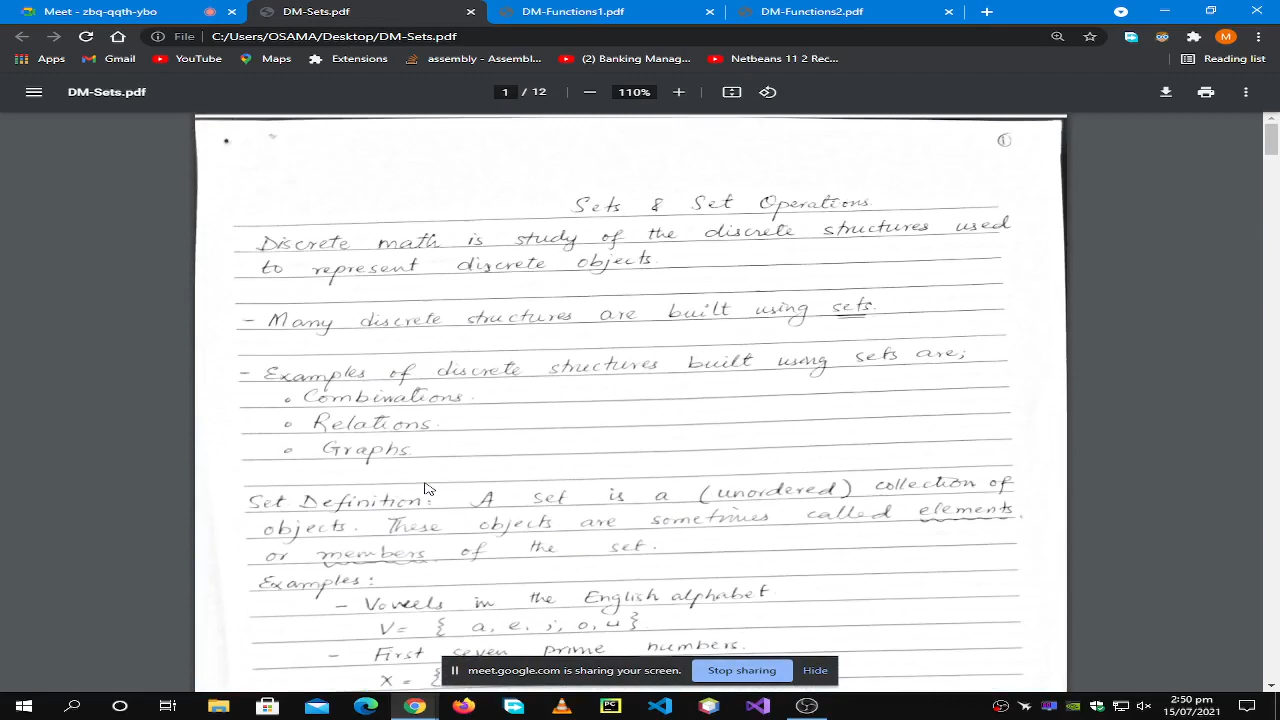 Meet - zbq-qqth-ybo
DM-Sets.pdf
DM-Functions1.pdf
DM-Functions2.pdf
File
C:/Users/OSAMA/Desktop/DM-Sets.pdf
Apps
Gmail
YouTube
Maps
Extensions
assembly - Assembl...
(2) Banking Manag...
Netbeans 11 2 Rec...
Reading list
DM-Sets.pdf
1 / 12
110%
1
Sets & Set Operations
Discrete math is study of the discrete structures used
to represent discrete objects.
- Many discrete structures are built using sets.
- Examples of discrete structures built using sets are;
Combinations.
Relations.
Graphs.
Set Definition: A set is a (unordered) collection of
objects. These objects are sometimes called elements
or members of the set.
Examples:
- Vowels in the English alphabet
V= { a, e, i, o, u }
- First seven prime numbers.
X = {
meet.google.com is sharing your screen.
Stop sharing
Hide
2:50 pm
15/07/2021